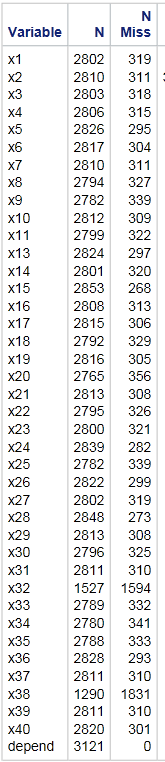 Variable N N Miss
x1 2802 319
x2 2810 311
x3 2803 318
x4 2806 315
x5 2826 295
x6 2817 304
x7 2810 311
x8 2794 327
x9 2782 339
x10 2812 309
x11 2799 322
x13 2824 297
x14 2801 320
x15 2853 268
x16 2808 313
x17 2815 306
x18 2792 329
x19 2816 305
x20 2765 356
x21 2813 308
x22 2795 326
x23 2800 321
x24 2839 282
x25 2782 339
x26 2822 299
x27 2802 319
x28 2848 273
x29 2813 308
x30 2796 325
x31 2811 310
x32 1527 1594
x33 2789 332
x34 2780 341
x35 2788 333
x36 2828 293
x37 2811 310
x38 1290 1831
x39 2811 310
x40 2820 301
depend 3121 0